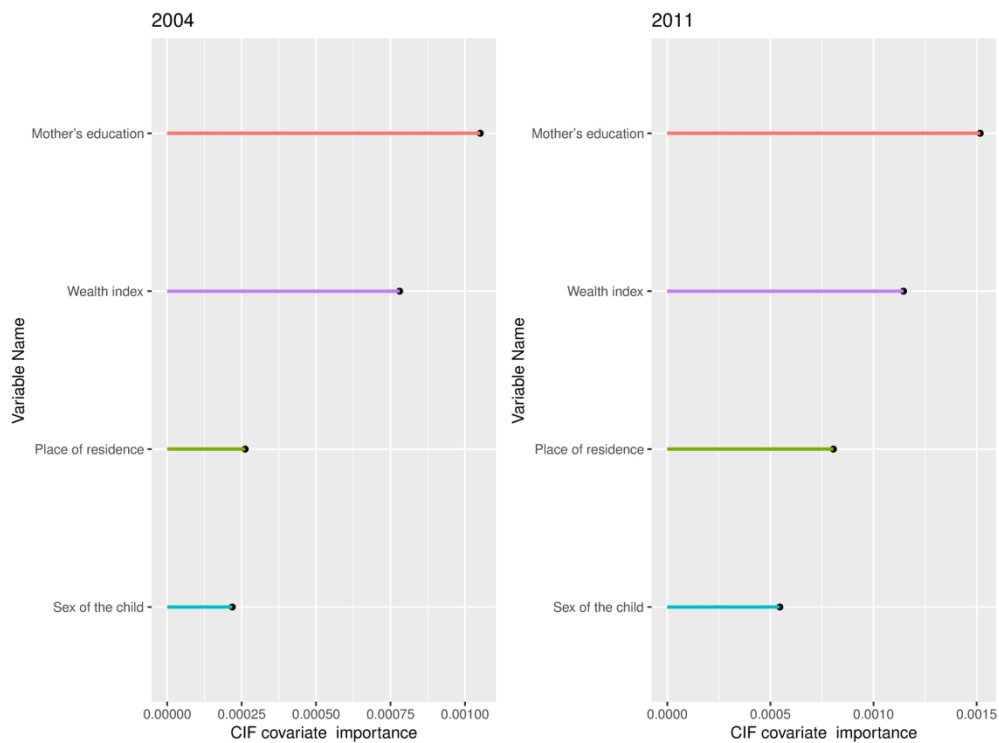 2004
Mother's education
Wealth index
Place of residence
Sex of the child
Variable Name
0.00000 0.00025 0.00050 0.00075 0.00100
CIF covariate  importance
2011
Mother's education
Wealth index
Place of residence
Sex of the child
Variable Name
0.0000 0.0005 0.0010 0.0015
CIF covariate  importance